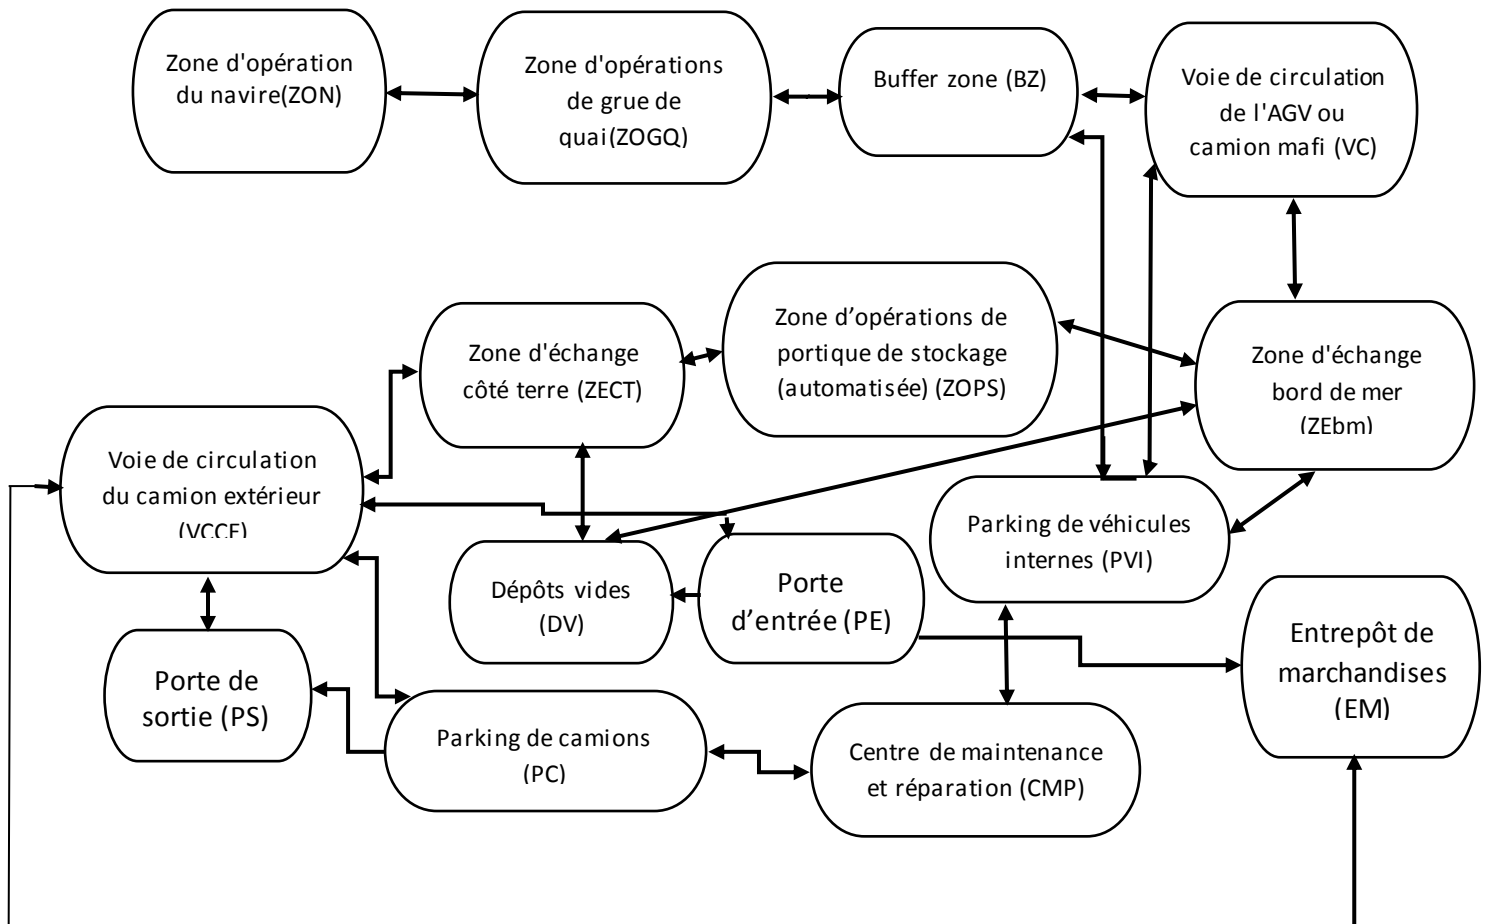 Zone d'opération
du navire(ZON)
Zone d'opérations
de grue de
quai(ZOGQ)
Buffer zone (BZ)
Voie de circulation
de l'AGV ou
camion mafi (VC)
Zone d'échange
côté terre (ZECT)
Zone d’opérations de
portique de stockage
(automatisée) (ZOPS)
Zone d'échange
bord de mer
(ZEbm)
Voie de circulation
du camion extérieur
(VCCE)
Dépôts vides
(DV)
Porte
d’entrée (PE)
Parking de véhicules
internes (PVI)
Entrepôt de
marchandises
(EM)
Porte de
sortie (PS)
Parking de camions
(PC)
Centre de maintenance
et réparation (CMP)